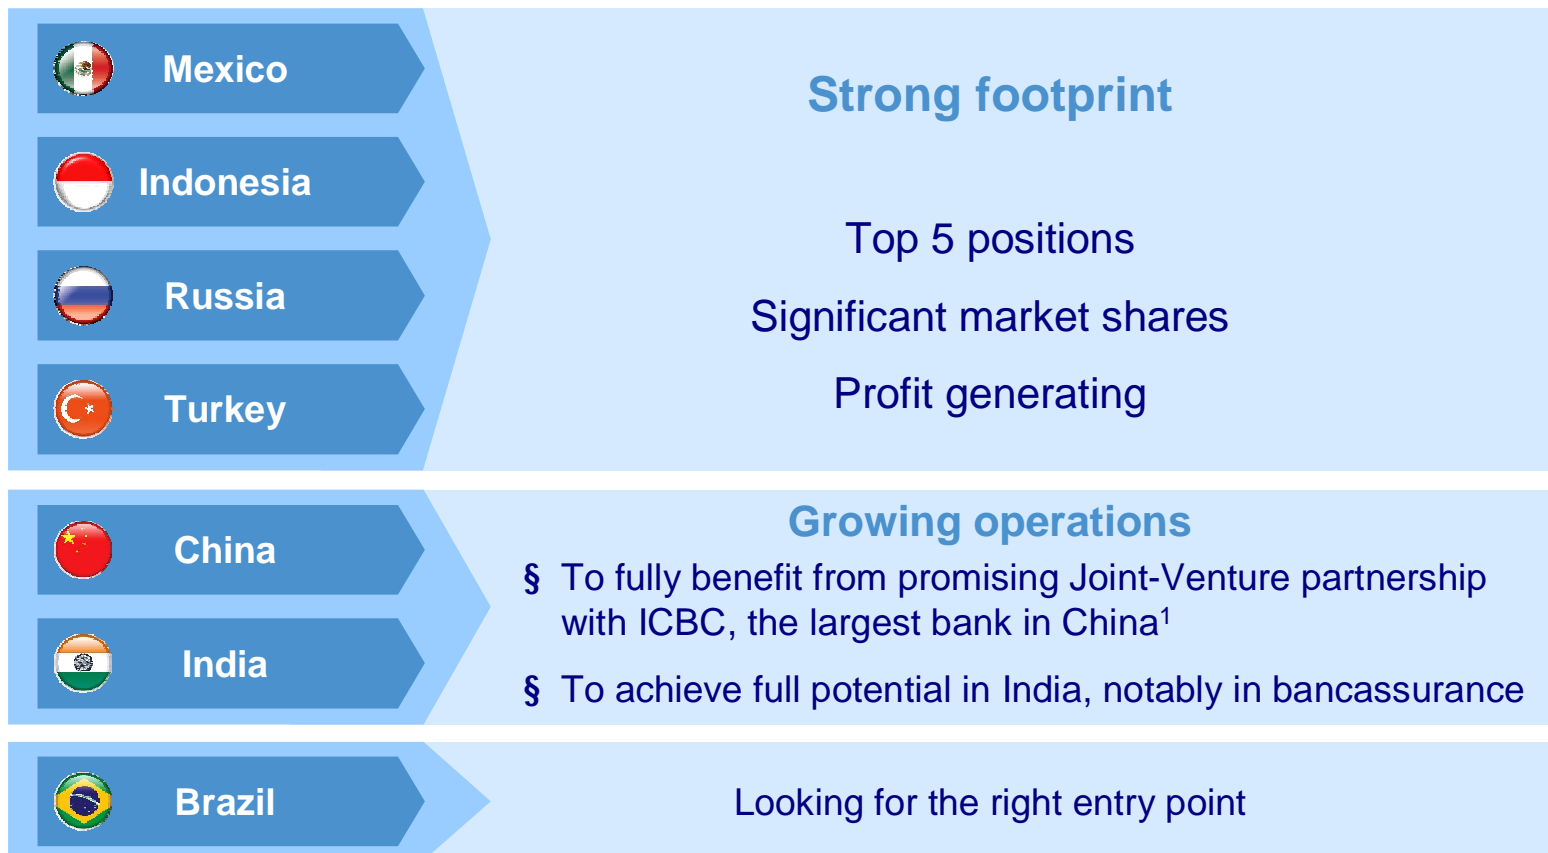 Mexico
Indonesia
Russia
Turkey
Strong footprint
Top 5 positions
Significant market shares
Profit generating
China
India
Growing operations
§ To fully benefit from promising Joint-Venture partnership
with ICBC, the largest bank in China¹
§ To achieve full potential in India, notably in bancassurance
Brazil
Looking for the right entry point